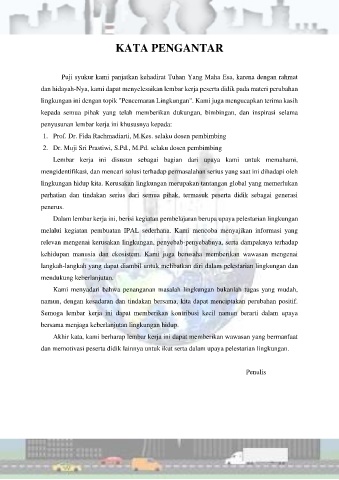 KATA PENGANTAR
Puji syukur kami panjatkan kehadirat Tuhan Yang Maha Esa, karena dengan rahmat
dan hidayah-Nya, kami dapat menyelesaikan lembar kerja peserta didik pada materi perubahan
lingkungan ini dengan topik "Pencemaran Lingkungan". Kami juga mengucapkan terima kasih
kepada semua pihak yang telah memberikan dukungan, bimbingan, dan inspirasi selama
penyusunan lembar kerja ini khususnya kepada:
1. Prof. Dr. Fida Rachmadiarti, M.Kes. selaku dosen pembimbing
2. Dr. Muji Sri Prastiwi, S.Pd., M.Pd. selaku dosen pembimbing
Lembar kerja ini disusun sebagai bagian dari upaya kami untuk memahami,
mengidentifikasi, dan mencari solusi terhadap permasalahan serius yang saat ini dihadapi oleh
lingkungan hidup kita. Kerusakan lingkungan merupakan tantangan global yang memerlukan
perhatian dan tindakan serius dari semua pihak, termasuk peserta didik sebagai generasi
penerus.
Dalam lembar kerja ini, berisi kegiatan pembelajaran berupa upaya pelestarian lingkungan
melalui kegiatan pembuatan IPAL sederhana. Kami mencoba menyajikan informasi yang
relevan mengenai kerusakan lingkungan, penyebab-penyebabnya, serta dampaknya terhadap
kehidupan manusia dan ekosistem. Kami juga berusaha memberikan wawasan mengenai
langkah-langkah yang dapat diambil untuk melibatkan diri dalam pelestarian lingkungan dan
mendukung keberlanjutan.
Kami menyadari bahwa penanganan masalah lingkungan bukanlah tugas yang mudah,
namun, dengan kesadaran dan tindakan bersama, kita dapat menciptakan perubahan positif.
Semoga lembar kerja ini dapat memberikan kontribusi kecil namun berarti dalam upaya
bersama menjaga keberlanjutan lingkungan hidup.
Akhir kata, kami berharap lembar kerja ini dapat memberikan wawasan yang bermanfaat
dan memotivasi peserta didik lainnya untuk ikut serta dalam upaya pelestarian lingkungan.
Penulis